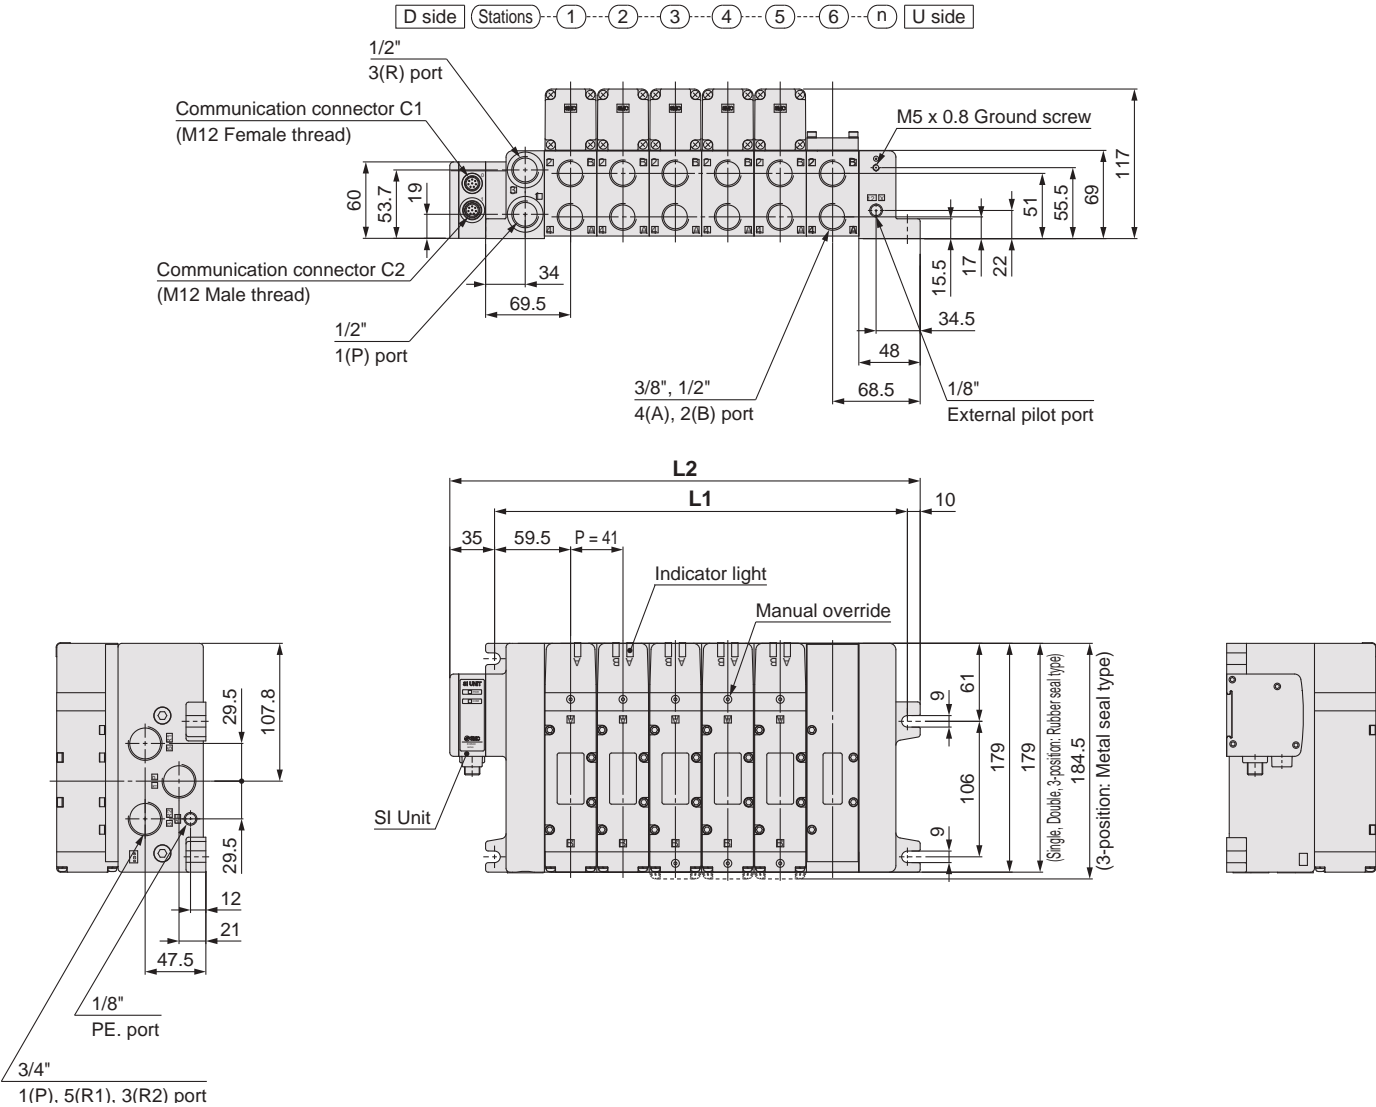 D side Stations 1 2 3 4 5 6 n U side
1/2"
3(R) port
Communication connector C1
(M12 Female thread)
M5 x 0.8 Ground screw
60
53.7
19
51
55.5
69
117
Communication connector C2
(M12 Male thread)
34
69.5
15.5
17
22
34.5
48
68.5
1/2"
1(P) port
3/8", 1/2"
4(A), 2(B) port
1/8"
External pilot port
L2
L1
10
35
59.5
P = 41
Indicator light
Manual override
SI UNIT
SI Unit
9
61
106
9
179
179
(Single, Double, 3-position: Rubber seal type)
184.5
(3-position: Metal seal type)
29.5
107.8
29.5
12
21
47.5
1/8"
PE. port
3/4"
1(P), 5(R1), 3(R2) port